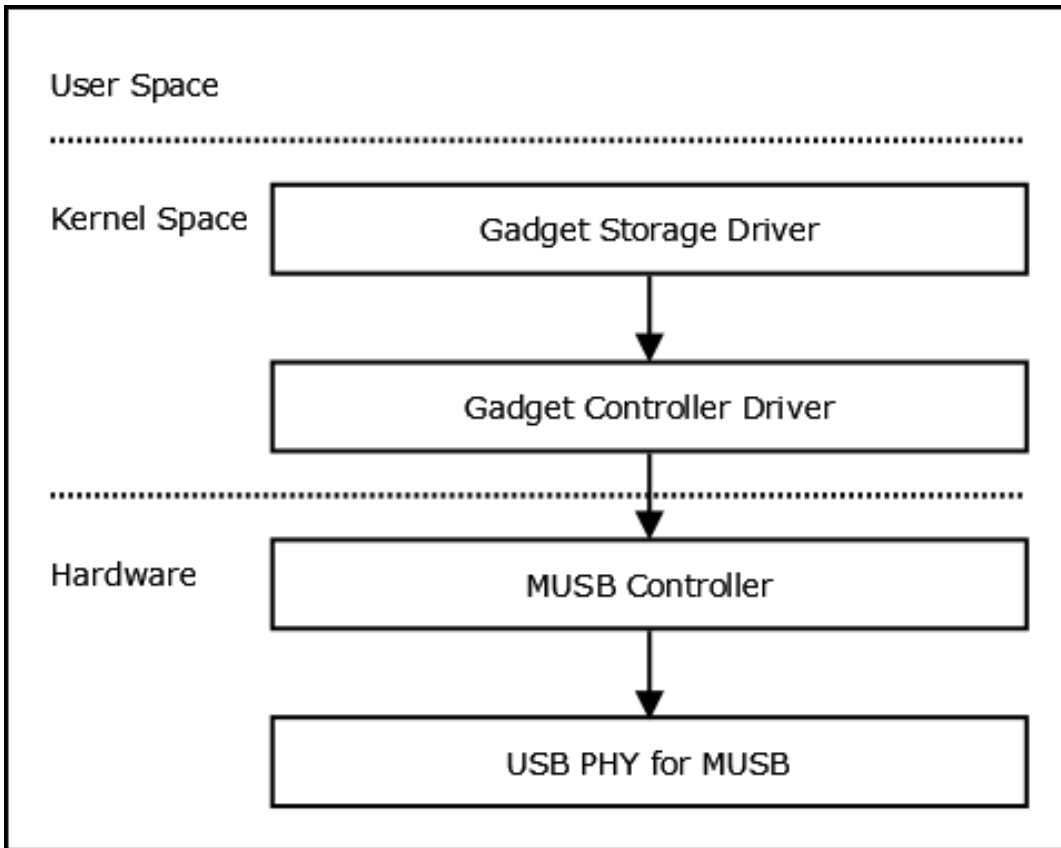 User Space
Kernel Space
Gadget Storage Driver
Gadget Controller Driver
Hardware
MUSB Controller
USB PHY for MUSB